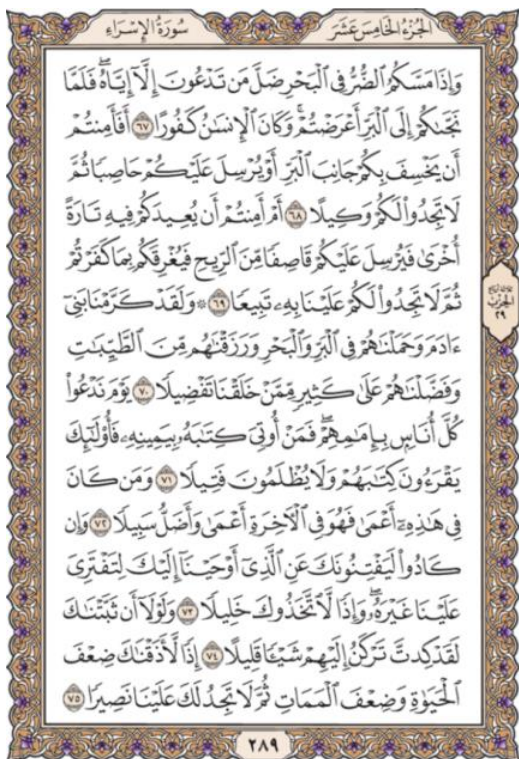 الجزء الخامس عشر
سورة الإسراء
وَإِذَا مَسَّكُمُ ٱلضُّرُّ فِى ٱلۡبَحۡرِ ضَلَّ مَن تَدۡعُونَ إِلَّآ إِيَّاهُۖ فَلَمَّا
نَجَّىٰكُمۡ إِلَى ٱلۡبَرِّ أَعۡرَضۡتُمۡۚ وَكَانَ ٱلۡإِنسَٰنُ كَفُورًا ٦٧ أَفَأَمِنتُمۡ
أَن يَخۡسِفَ بِكُمۡ جَانِبَ ٱلۡبَرِّ أَوۡ يُرۡسِلَ عَلَيۡكُمۡ حَاصِبٗا ثُمَّ
لَا تَجِدُواْ لَكُمۡ وَكِيلًا ٦٨ أَمۡ أَمِنتُمۡ أَن يُعِيدَكُمۡ فِيهِ تَارَةً
أُخۡرَىٰ فَيُرۡسِلَ عَلَيۡكُمۡ قَاصِفٗا مِّنَ ٱلرِّيحِ فَيُغۡرِقَكُم بِمَا كَفَرۡتُمۡ
ثُمَّ لَا تَجِدُواْ لَكُمۡ عَلَيۡنَا بِهِۦ تَبِيعٗا ٦٩ ۞ وَلَقَدۡ كَرَّمۡنَا بَنِىٓ
ءَادَمَ وَحَمَلۡنَٰهُمۡ فِى ٱلۡبَرِّ وَٱلۡبَحۡرِ وَرَزَقۡنَٰهُم مِّنَ ٱلطَّيِّبَٰتِ
وَفَضَّلۡنَٰهُمۡ عَلَىٰ كَثِيرٖ مِّمَّنۡ خَلَقۡنَا تَفۡضِيلٗا ٧٠ يَوۡمَ نَدۡعُواْ
كُلَّ أُنَاسِۭ بِإِمَٰمِهِمۡۖ فَمَنۡ أُوتِىَ كِتَٰبَهُۥ بِيَمِينِهِۦ فَأُوْلَٰٓئِكَ
يَقۡرَءُونَ كِتَٰبَهُمۡ وَلَا يُظۡلَمُونَ فَتِيلٗا ٧١ وَمَن كَانَ
فِى هَٰذِهِۦٓ أَعۡمَىٰ فَهُوَ فِى ٱلۡأٓخِرَةِ أَعۡمَىٰ وَأَضَلُّ سَبِيلٗا ٧٢ وَإِن
كَادُواْ لَيَفۡتِنُونَكَ عَنِ ٱلَّذِىٓ أَوۡحَيۡنَآ إِلَيۡكَ لِتَفۡتَرِىَ
عَلَيۡنَا غَيۡرَهُۥۖ وَإِذٗا لَّٱتَّخَذُوكَ خَلِيلٗا ٧٣ وَلَوۡلَآ أَن ثَبَّتۡنَٰكَ
لَقَدۡ كِدتَّ تَرۡكَنُ إِلَيۡهِمۡ شَيۡـٔٗا قَلِيلًا ٧٤ إِذٗا لَّأَذَقۡنَٰكَ ضِعۡفَ
ٱلۡحَيَوٰةِ وَضِعۡفَ ٱلۡمَمَاتِ ثُمَّ لَا تَجِدُ لَكَ عَلَيۡنَا نَصِيرٗا ٧٥
الحزب
٢٩
٢٨٩